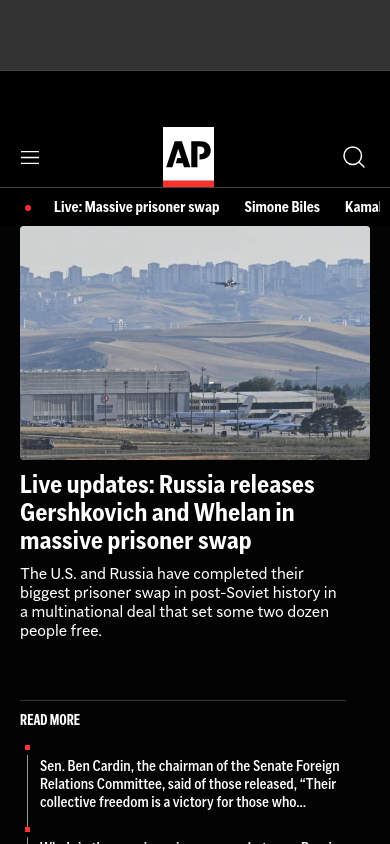 AP
Live: Massive prisoner swap Simone Biles Kamal
Live updates: Russia releases
Gershkovich and Whelan in
massive prisoner swap
The U.S. and Russia have completed their
biggest prisoner swap in post-Soviet history in
a multinational deal that set some two dozen
people free.
READ MORE
Sen. Ben Cardin, the chairman of the Senate Foreign
Relations Committee, said of those released, “Their
collective freedom is a victory for those who...